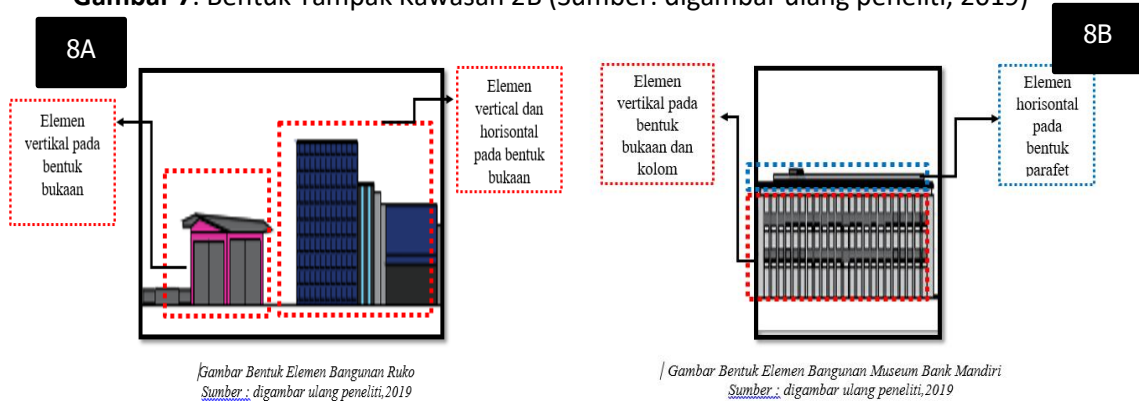 Gambar 7. Bentuk Tampak Kawasan 2B (Sumber: digambar ulang peneliti, 2019)
8A
Elemen
vertikal pada
bentuk
bukaan
Elemen
vertical dan
horisontal
pada bentuk
bukaan
Gambar Bentuk Elemen Bangunan Ruko
Sumber : digambar ulang peneliti,2019
8B
Elemen
vertikal pada
bentuk
bukaan dan
kolom
Elemen
horisontal
pada
bentuk
parafet
Gambar Bentuk Elemen Bangunan Museum Bank Mandiri
Sumber : digambar ulang peneliti,2019